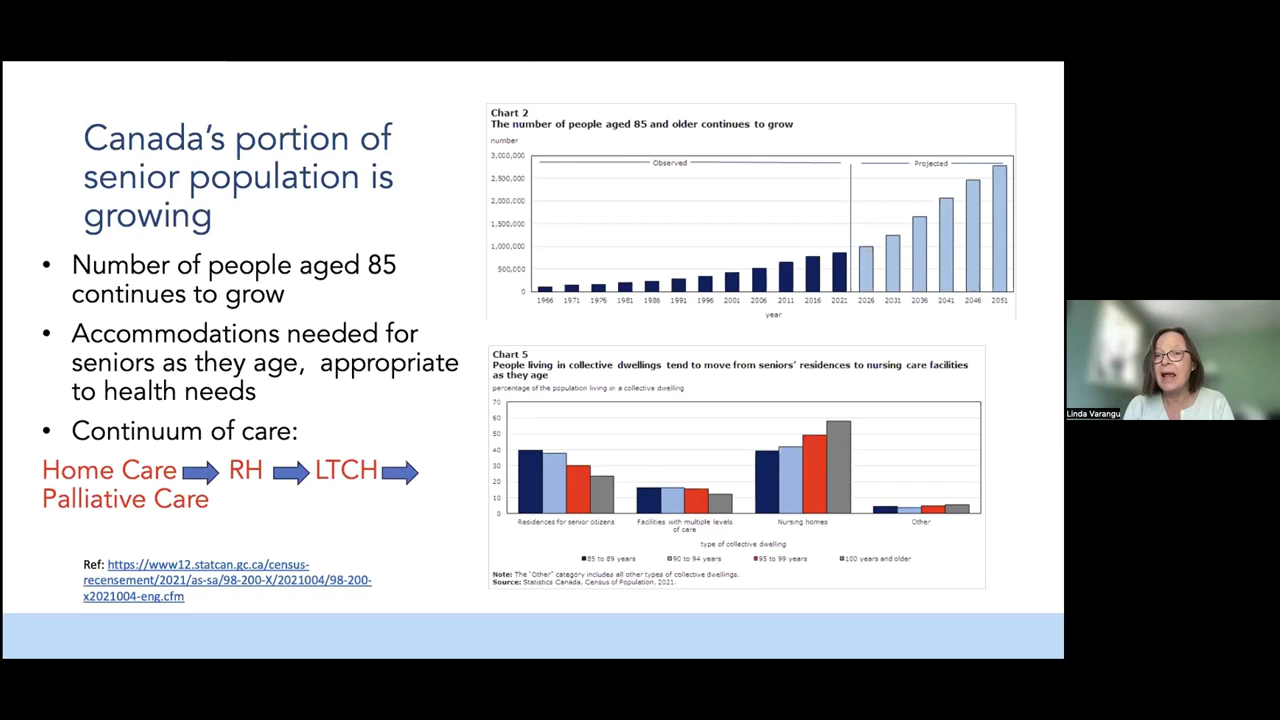 Canada's portion of
senior population is
growing
• Number of people aged 85
continues to grow
• Accommodations needed for
seniors as they age, appropriate
to health needs
• Continuum of care:
Home Care RH LTCH
Palliative Care
Ref: https://www12.statcan.gc.ca/census-
recensement/2021/as-sa/98-200-X/2021004/98-200-
x2021004-eng.cfm
Chart 2
The number of people aged 85 and older continues to grow
number
Observed Projected
3,000,000
2,500,000
2,000,000
1,500,000
1,000,000
500,000
0
1966 1971 1976 1981 1986 1991 1996 2001 2006 2011 2016 2021 2026 2031 2036 2041 2046 2051
year
Chart 5
People living in collective dwellings tend to move from seniors' residences to nursing care facilities
as they age
percentage of the population living in a collective dwelling
70
60
50
40
30
20
10
0
Residences for senior citizens Facilities with multiple levels Nursing homes Other
of care
type of collective dwelling
85 to 89 years 90 to 94 years 95 to 99 years 100 years and older
Note: The "Other" category includes all other types of collective dwellings.
Source: Statistics Canada, Census of Population, 2021.
Linda Varangu